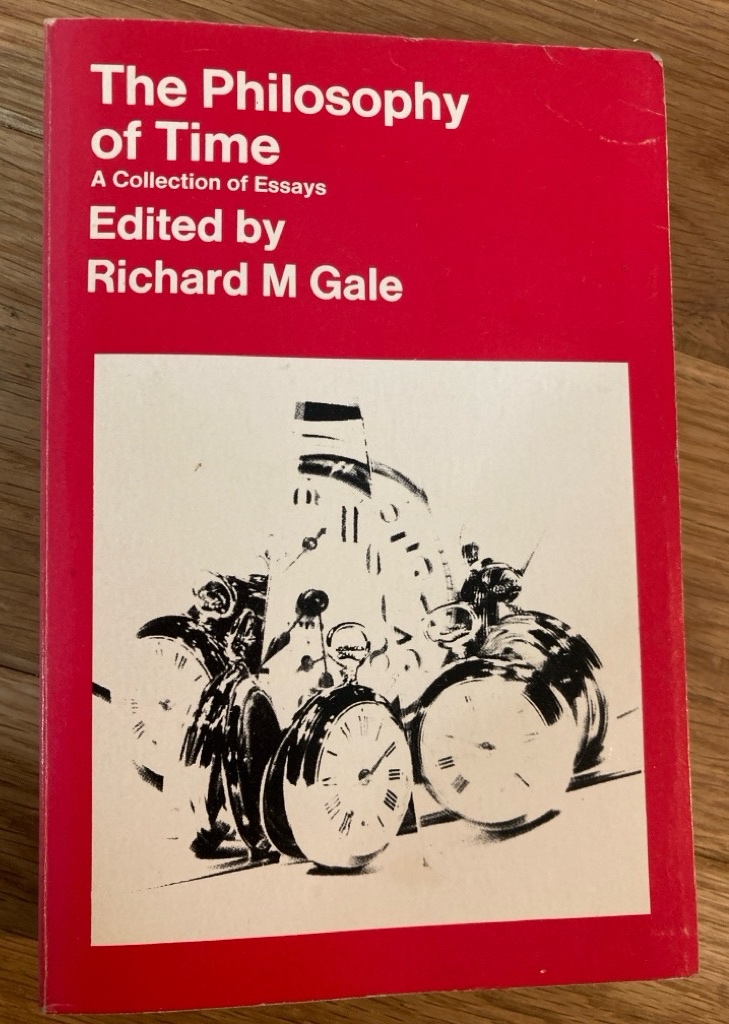 The Philosophy
of Time
A Collection of Essays
Edited by
Richard M Gale